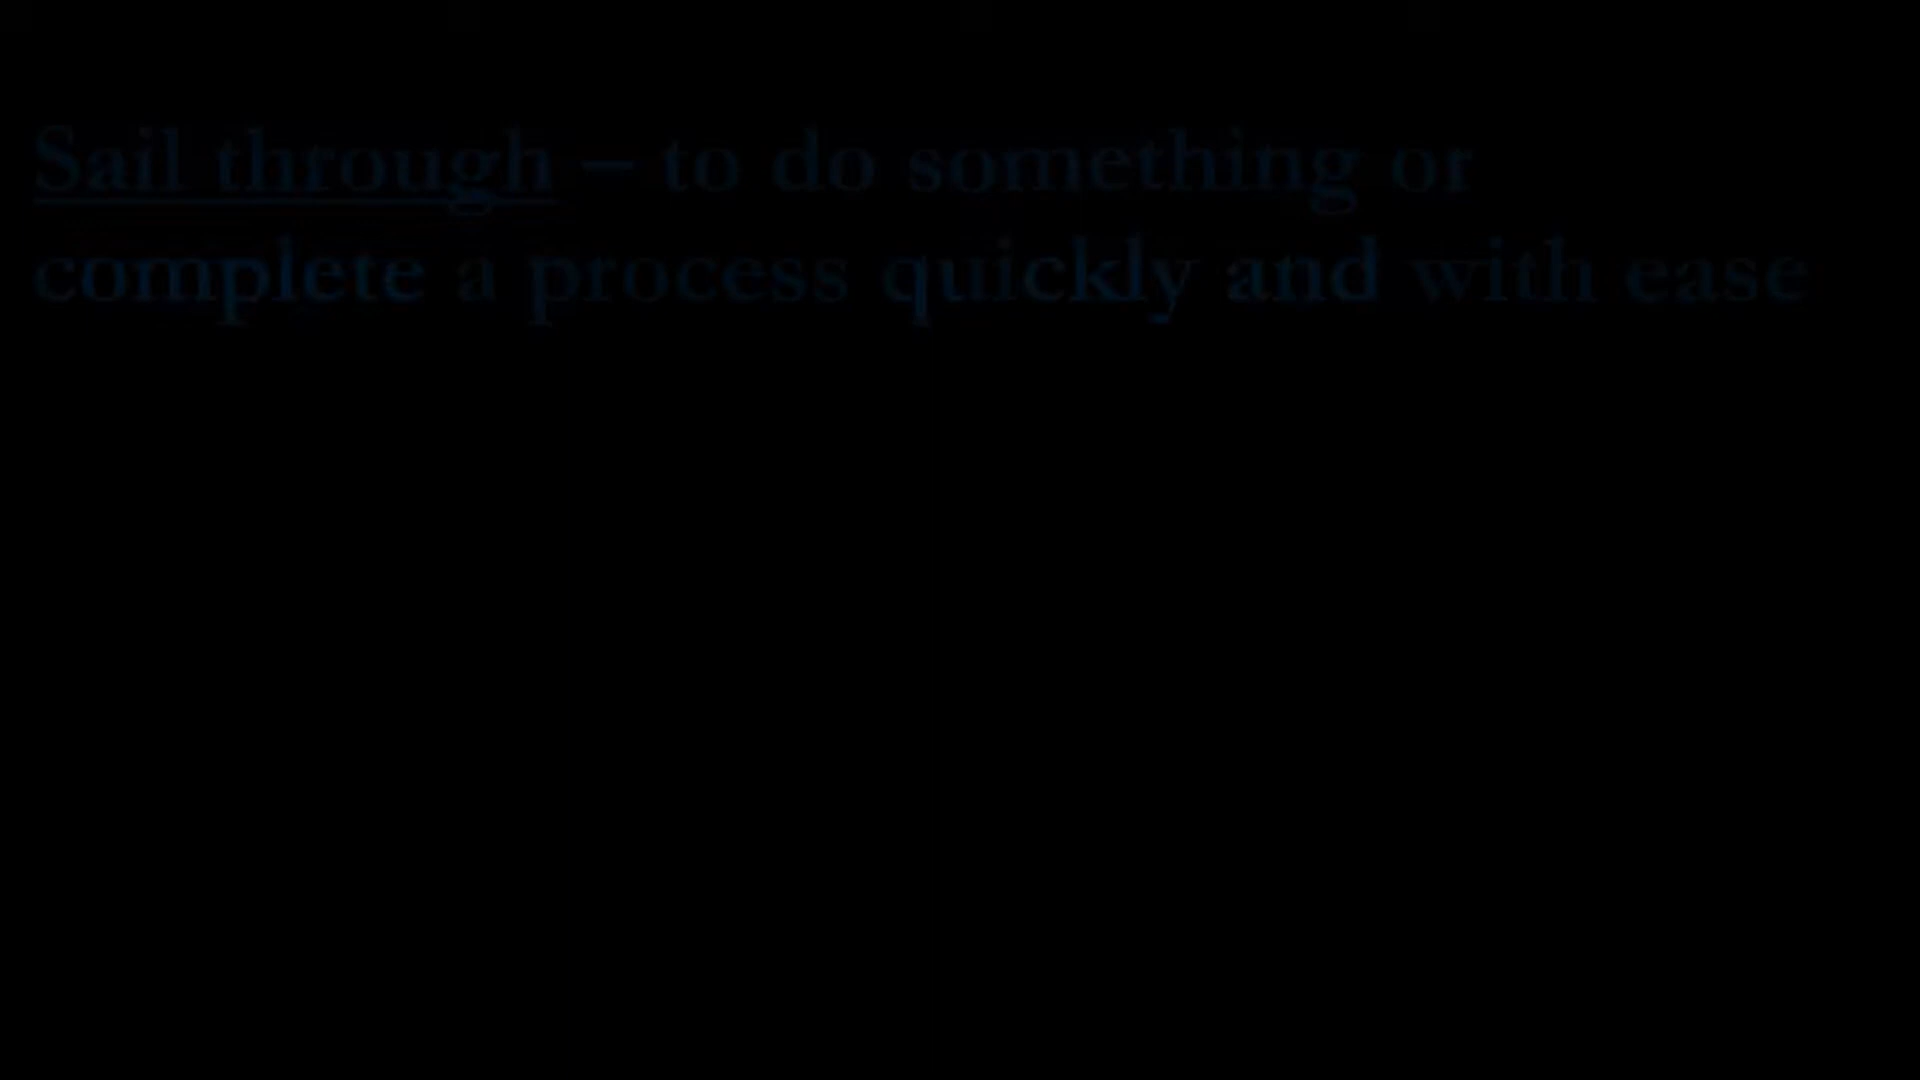 Sail through – to do something or
complete a process quickly and with ease